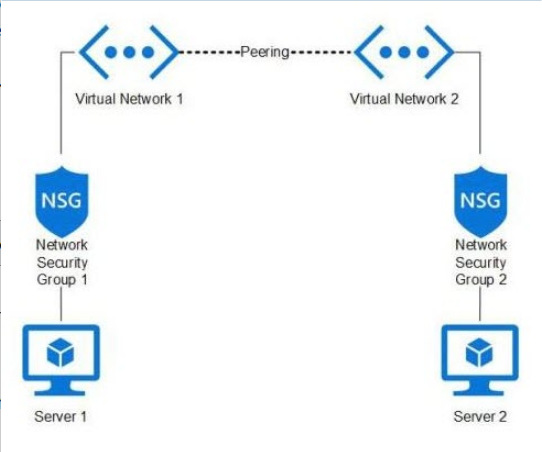 Peering
Virtual Network 1
Virtual Network 2
NSG
NSG
Network
Security
Group 1
Network
Security
Group 2
Server 1
Server 2